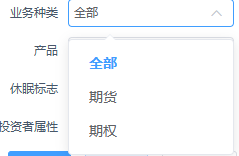 业务种类 全部
产品
全部
休眠标志 期货
投资者属性 期权